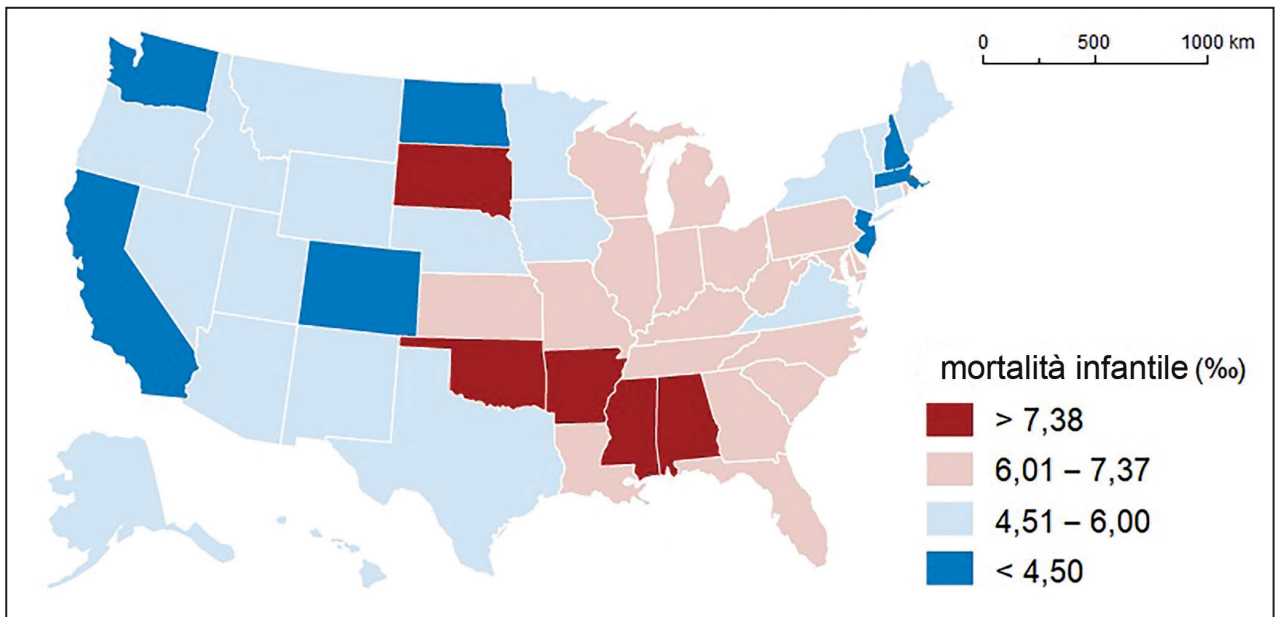 0 500 1000 km
mortalità infantile (‰)
> 7,38
6,01 – 7,37
4,51 – 6,00
< 4,50